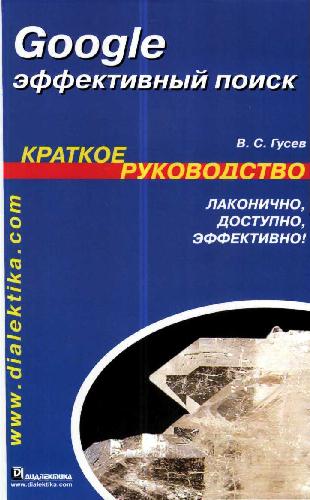 Google
эффективный поиск
В. С. Гусев
КРАТКОЕ РУКОВОДСТВО
ЛАКОНИЧНО,
ДОСТУПНО,
ЭФФЕКТИВНО!
www.dialektika.com
ДИАЛЕКТИКА
www.dialektika.com